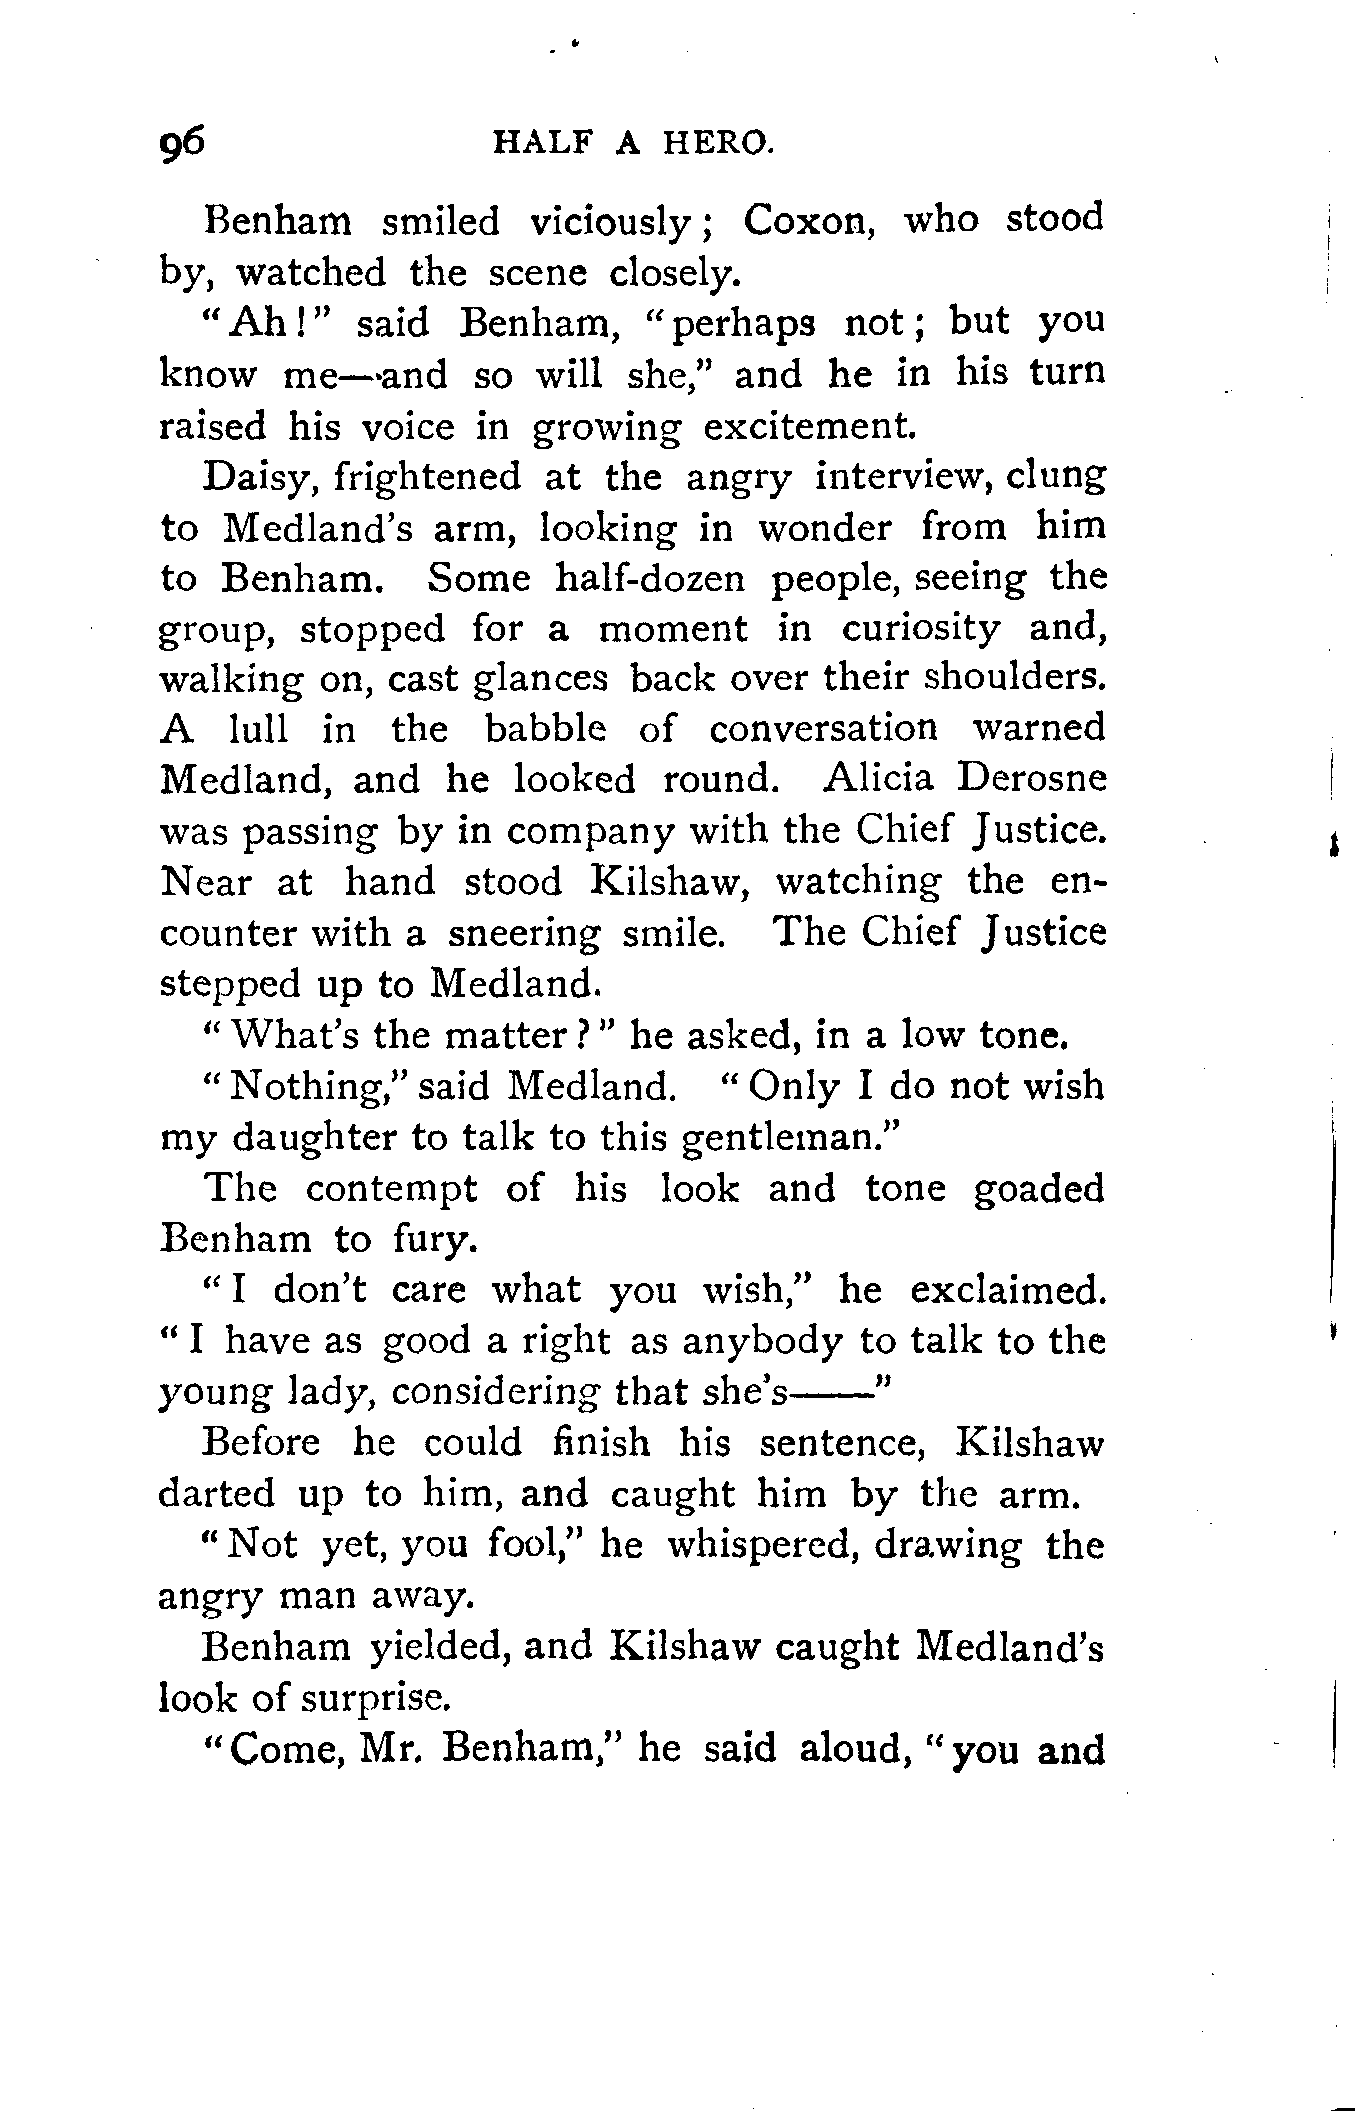 96 HALF A HERO.
Benham smiled viciously; Coxon, who stood
by, watched the scene closely.
"Ah!" said Benham, "perhaps not; but you
know me—and so will she," and he in his turn
raised his voice in growing excitement.
Daisy, frightened at the angry interview, clung
to Medland's arm, looking in wonder from him
to Benham. Some half-dozen people, seeing the
group, stopped for a moment in curiosity and,
walking on, cast glances back over their shoulders.
A lull in the babble of conversation warned
Medland, and he looked round. Alicia Derosne
was passing by in company with the Chief Justice.
Near at hand stood Kilshaw, watching the en-
counter with a sneering smile. The Chief Justice
stepped up to Medland.
"What's the matter?" he asked, in a low tone.
"Nothing," said Medland. "Only I do not wish
my daughter to talk to this gentleman."
The contempt of his look and tone goaded
Benham to fury.
"I don't care what you wish," he exclaimed.
"I have as good a right as anybody to talk to the
young lady, considering that she's——"
Before he could finish his sentence, Kilshaw
darted up to him, and caught him by the arm.
"Not yet, you fool," he whispered, drawing the
angry man away.
Benham yielded, and Kilshaw caught Medland's
look of surprise.
"Come, Mr. Benham," he said aloud, "you and